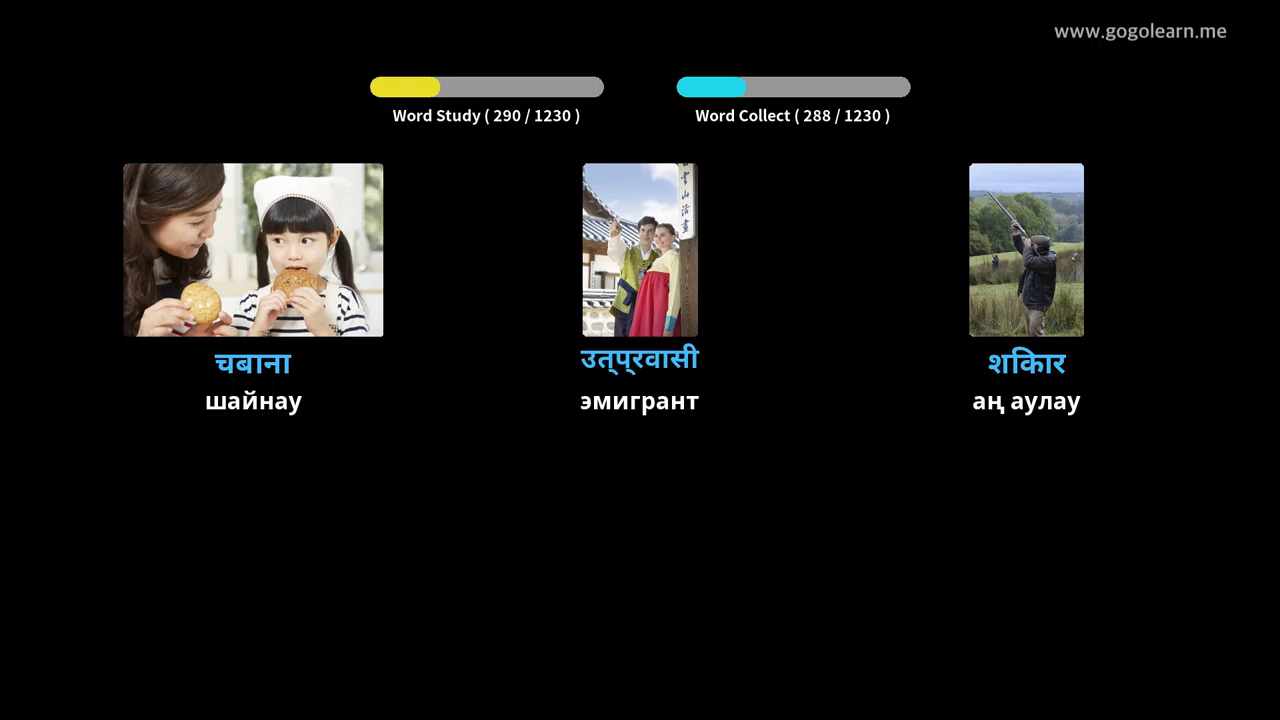 www.gogolearn.me
Word Study ( 290 / 1230 )
Word Collect ( 288 / 1230 )
चबाना
उत्प्रवासी
शिकार
шайнау
эмигрант
аң аулау